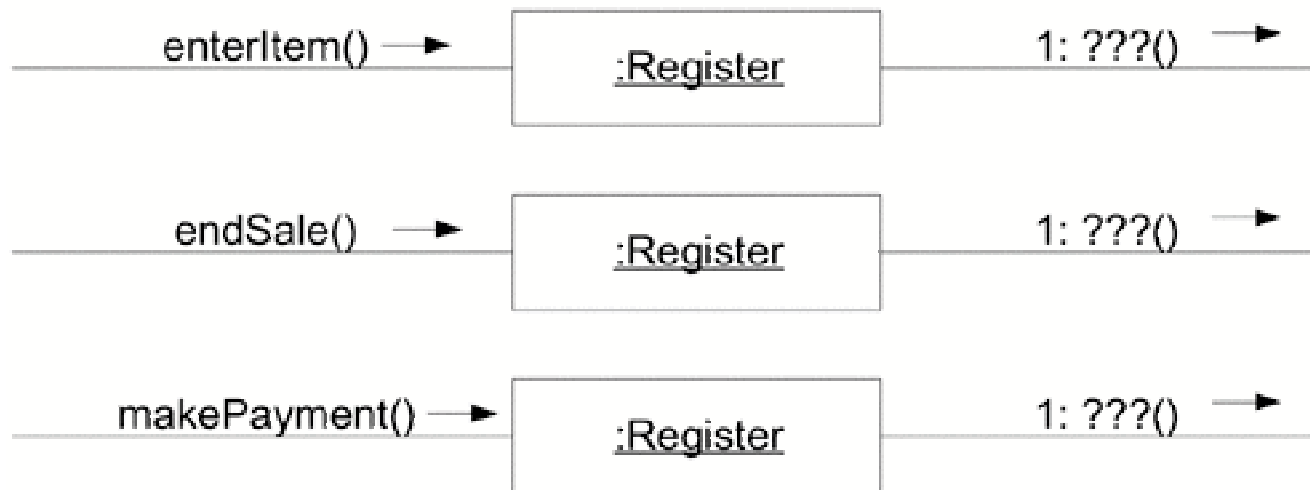 enterItem() :Register 1: ???()
endSale() :Register 1: ???()
makePayment() :Register 1: ???()